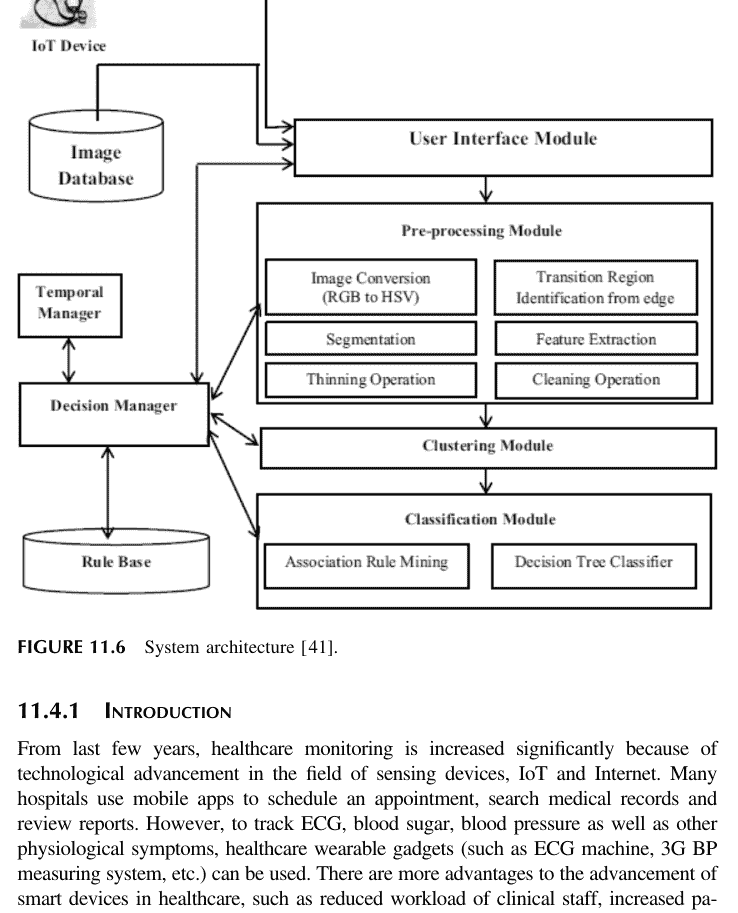 IoT Device
Image
Database
User Interface Module
Pre-processing Module
Image Conversion
(RGB to HSV)
Transition Region
Identification from edge
Segmentation
Feature Extraction
Thinning Operation
Cleaning Operation
Temporal
Manager
Decision Manager
Clustering Module
Classification Module
Association Rule Mining
Decision Tree Classifier
Rule Base
FIGURE 11.6 System architecture [41].
11.4.1 INTRODUCTION
From last few years, healthcare monitoring is increased significantly because of
technological advancement in the field of sensing devices, IoT and Internet. Many
hospitals use mobile apps to schedule an appointment, search medical records and
review reports. However, to track ECG, blood sugar, blood pressure as well as other
physiological symptoms, healthcare wearable gadgets (such as ECG machine, 3G BP
measuring system, etc.) can be used. There are more advantages to the advancement of
smart devices in healthcare, such as reduced workload of clinical staff, increased pa-